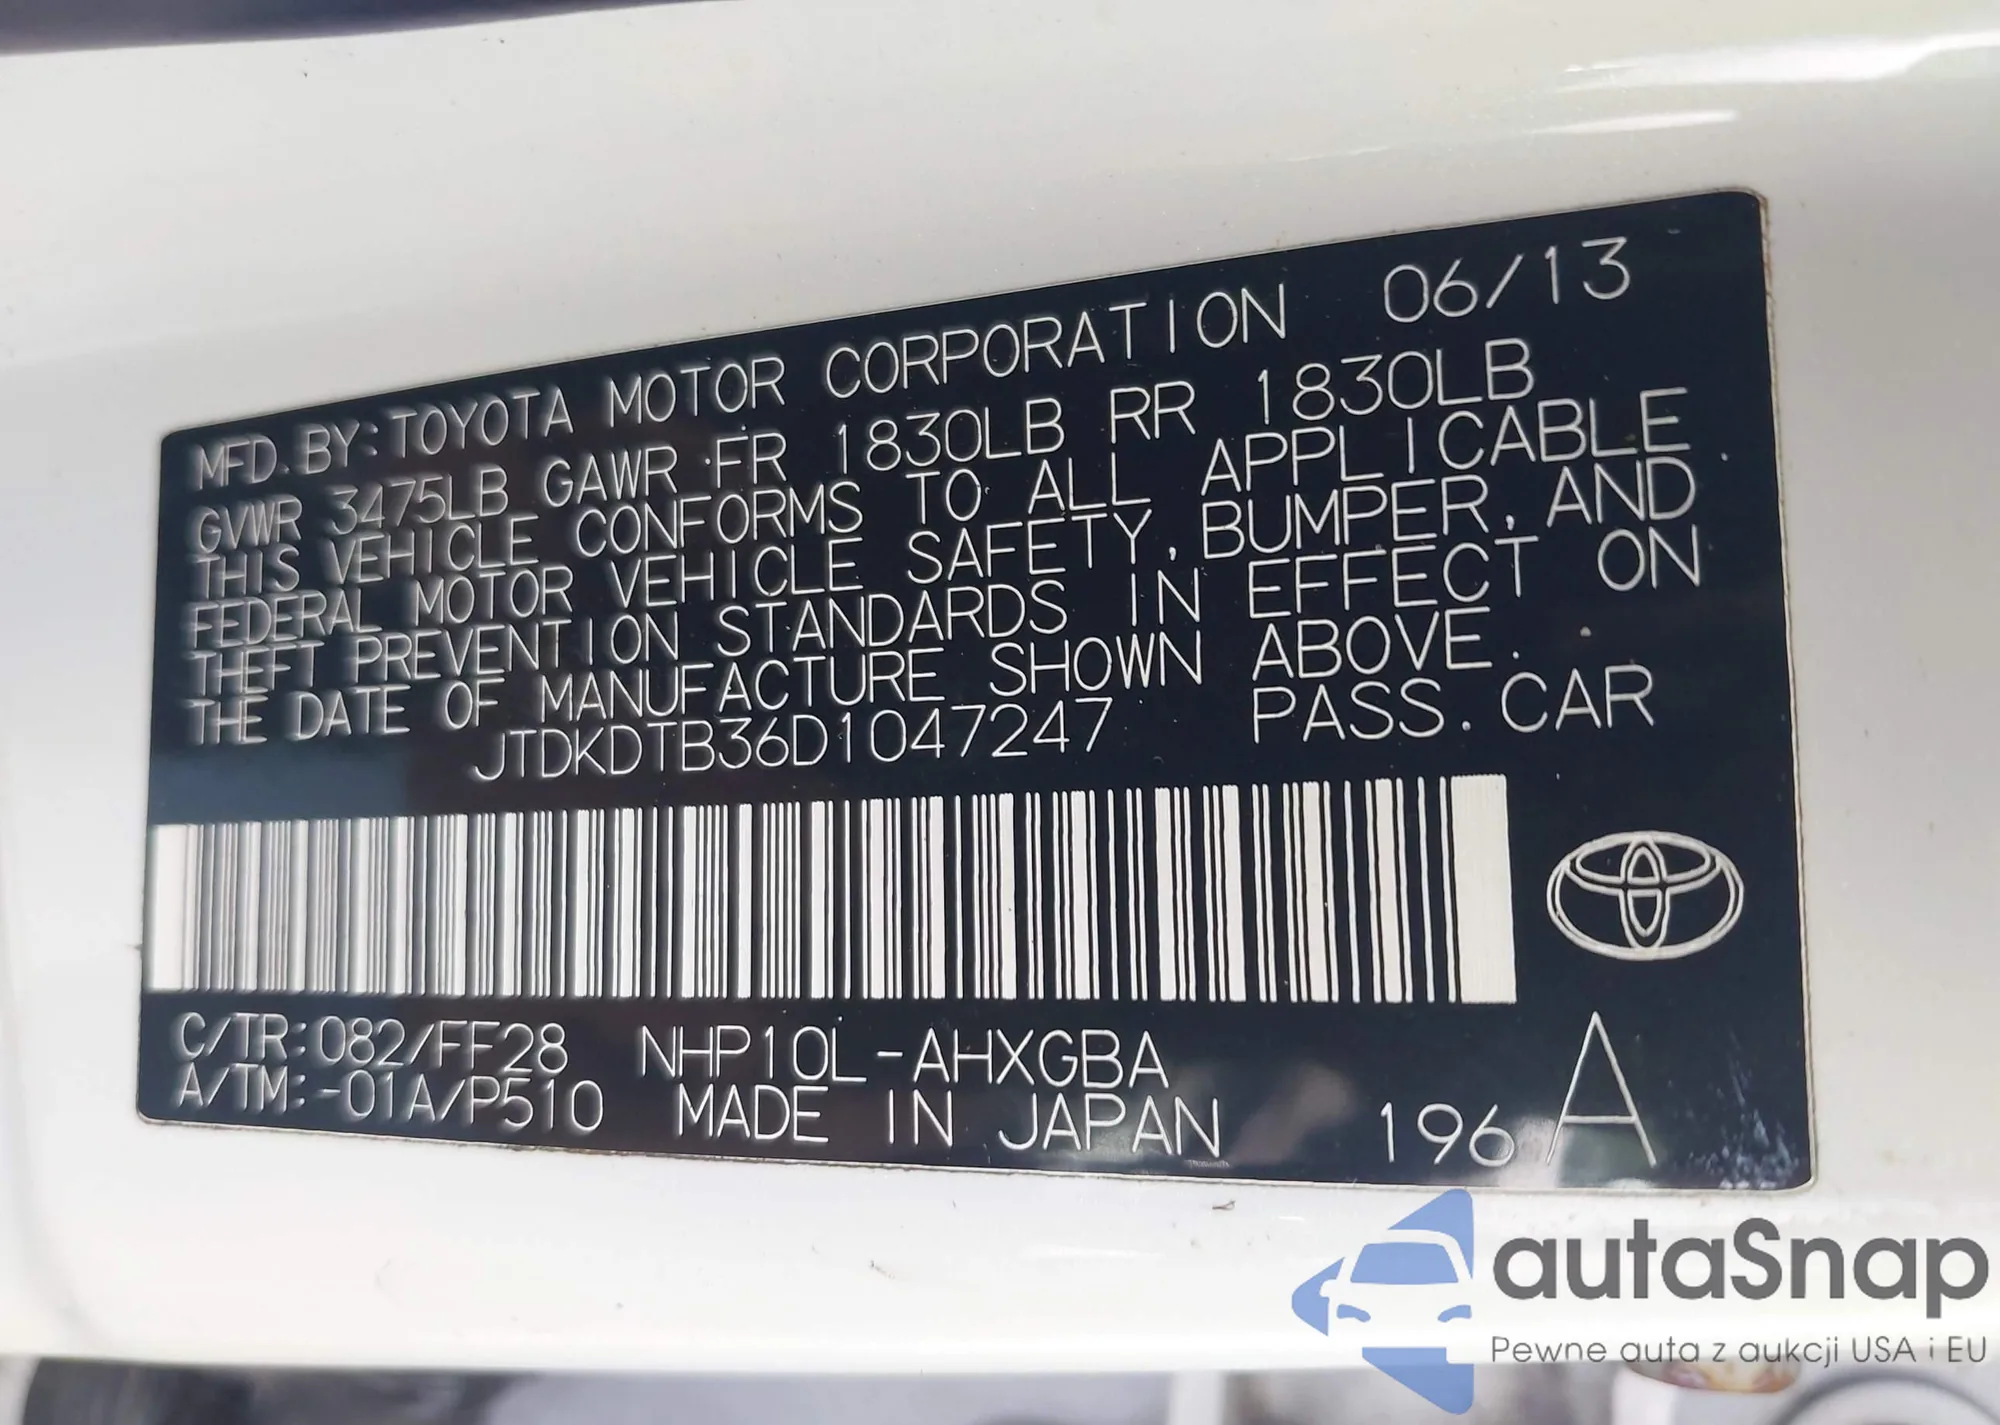 MFD. BY: TOYOTA MOTOR CORPORATION 06/13
GVWR 3475LB GAWR FR 1830LB RR 1830LB
THIS VEHICLE CONFORMS TO ALL APPLICABLE
FEDERAL MOTOR VEHICLE SAFETY, BUMPER, AND
THEFT PREVENTION STANDARDS IN EFFECT ON
THE DATE OF MANUFACTURE SHOWN ABOVE.
JTDKDTB36D1047247 PASS. CAR
C/TR: 082/FF28 NHP10L-AHXGBA
A/TM: -01A/P510 MADE IN JAPAN 196 A
autaSnap
Pewne auta z aukcji USA i EU